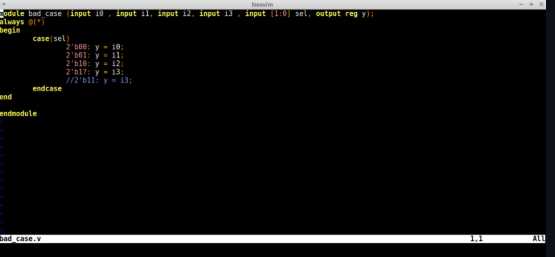 Neovim
module bad_case (input i0 , input i1, input i2, input i3 , input [1:0] sel, output reg y);
always @(*)
begin
case(sel)
2'b00: y = i0;
2'b01: y = i1;
2'b10: y = i2;
2'b1?: y = i3;
//2'b11: y = i3;
endcase
end
endmodule
~
~
~
~
~
~
~
~
~
~
~
~
~
~
bad_case.v 1,1 All